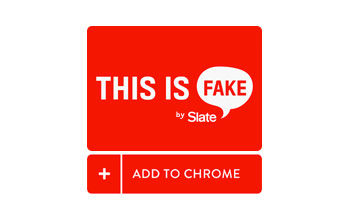 THIS IS FAKE
by Slate
+ ADD TO CHROME